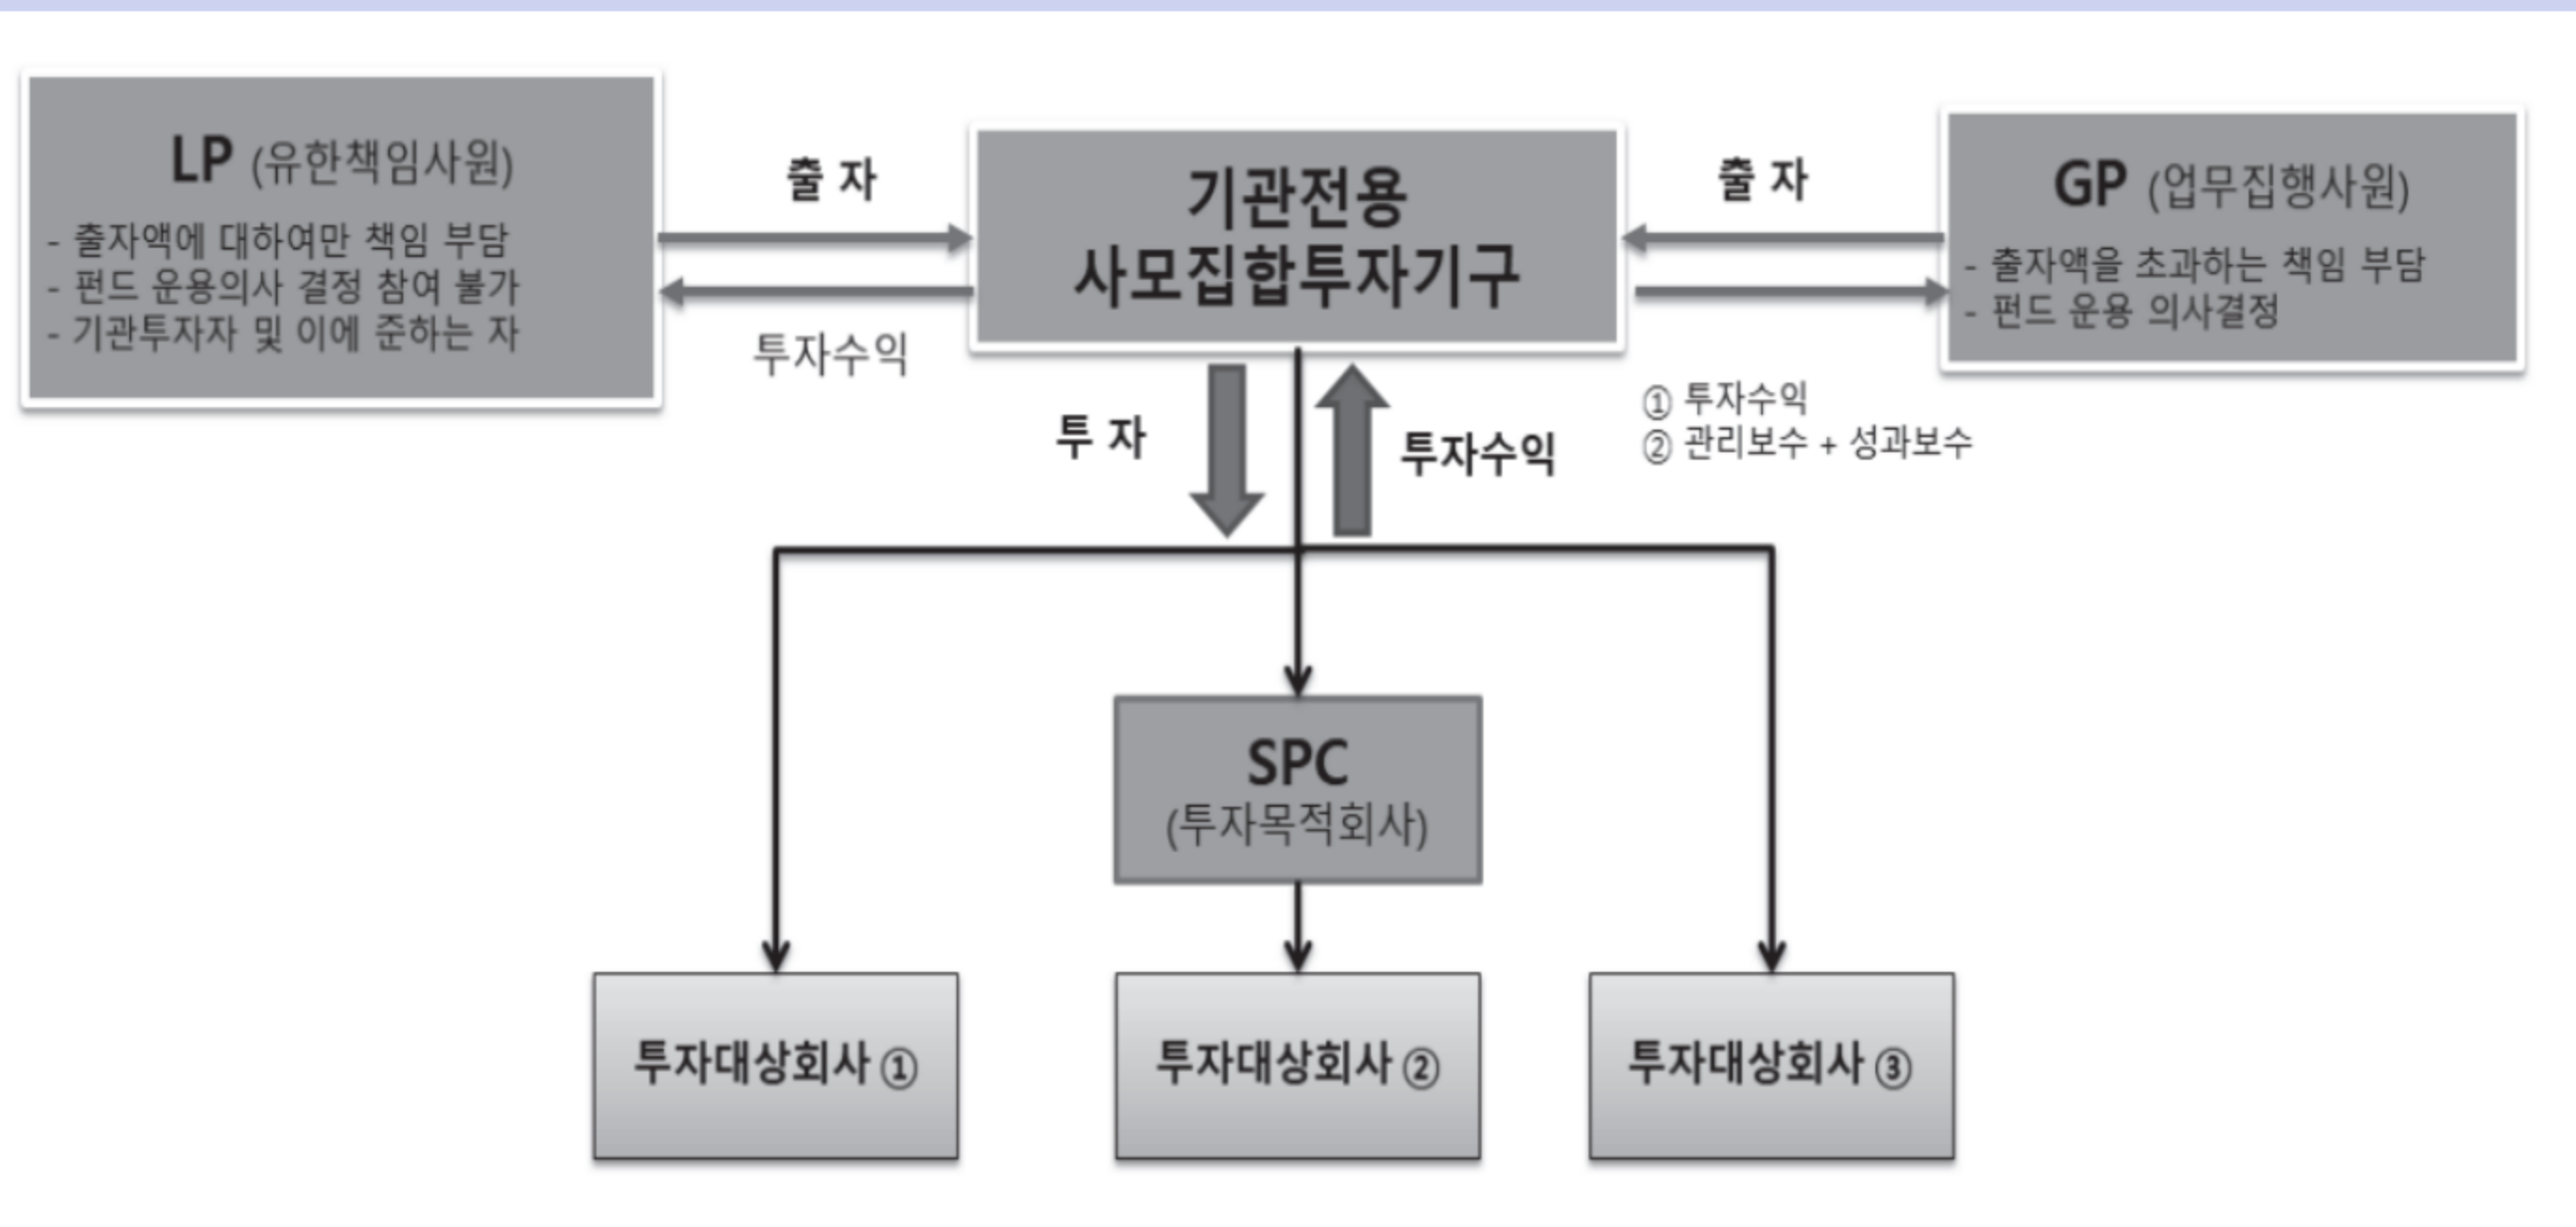 LP (유한책임사원)
- 출자액에 대하여만 책임 부담
- 펀드 운용의사 결정 참여 불가
- 기관투자자 및 이에 준하는 자
출 자
투자수익
기관전용
사모집합투자기구
출 자
GP (업무집행사원)
- 출자액을 초과하는 책임 부담
- 펀드 운용 의사결정
① 투자수익
② 관리보수 + 성과보수
투 자
투자수익
SPC
(투자목적회사)
투자대상회사 ①
투자대상회사 ②
투자대상회사 ③